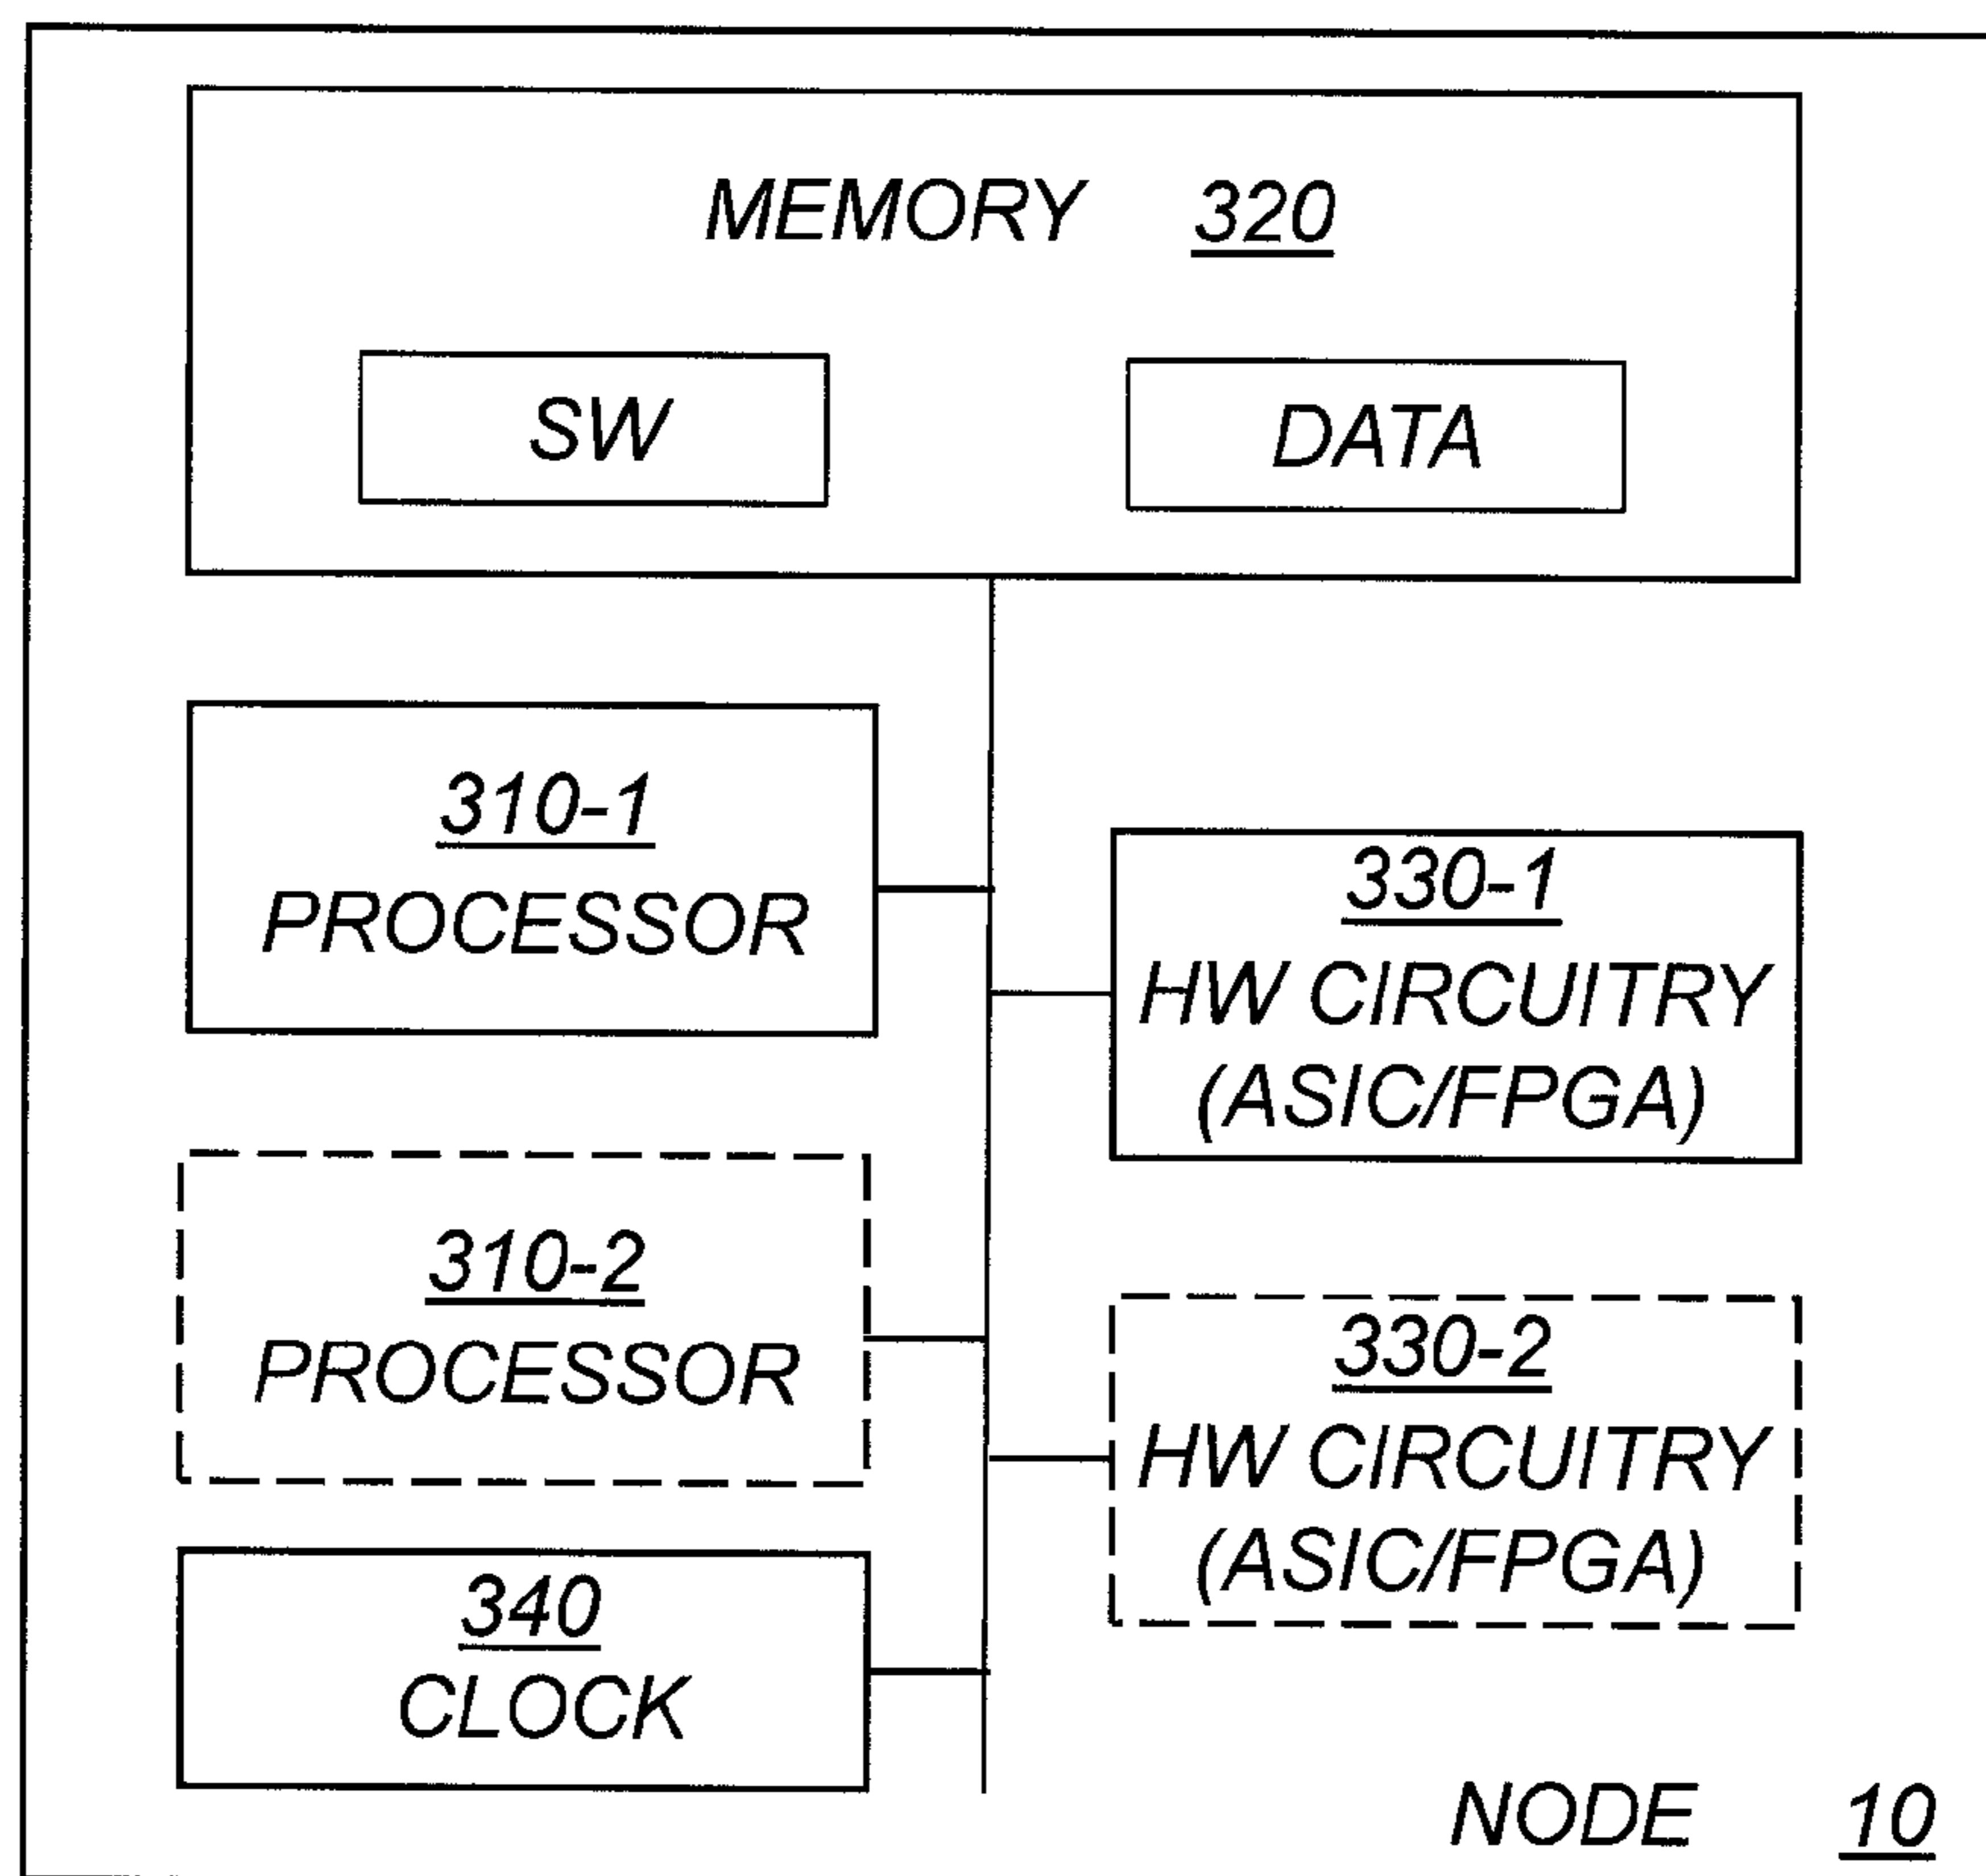 MEMORY 320
SW
DATA
310-1
PROCESSOR
330-1
HW CIRCUITRY
(ASIC/FPGA)
310-2
PROCESSOR
330-2
HW CIRCUITRY
(ASIC/FPGA)
340
CLOCK
NODE 10